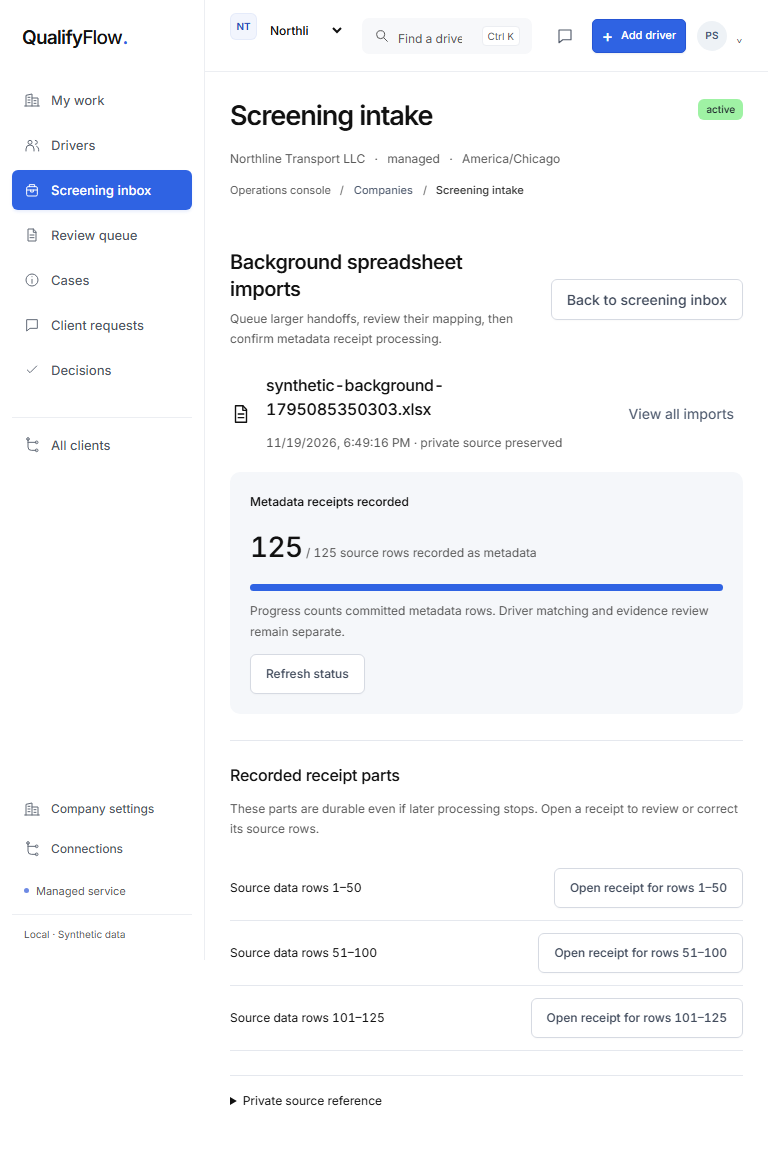 QualifyFlow.
NT
Northli
Find a drive
Ctrl K
+ Add driver
PS
My work
Drivers
Screening inbox
Review queue
Cases
Client requests
Decisions
All clients
Company settings
Connections
Managed service
Local · Synthetic data
Screening intake
active
Northline Transport LLC · managed · America/Chicago
Operations console / Companies / Screening intake
Background spreadsheet
imports
Queue larger handoffs, review their mapping, then
confirm metadata receipt processing.
Back to screening inbox
synthetic-background-
1795085350303.xlsx
11/19/2026, 6:49:16 PM · private source preserved
View all imports
Metadata receipts recorded
125 / 125 source rows recorded as metadata
Progress counts committed metadata rows. Driver matching and evidence review
remain separate.
Refresh status
Recorded receipt parts
These parts are durable even if later processing stops. Open a receipt to review or correct
its source rows.
Source data rows 1–50
Open receipt for rows 1–50
Source data rows 51–100
Open receipt for rows 51–100
Source data rows 101–125
Open receipt for rows 101–125
Private source reference